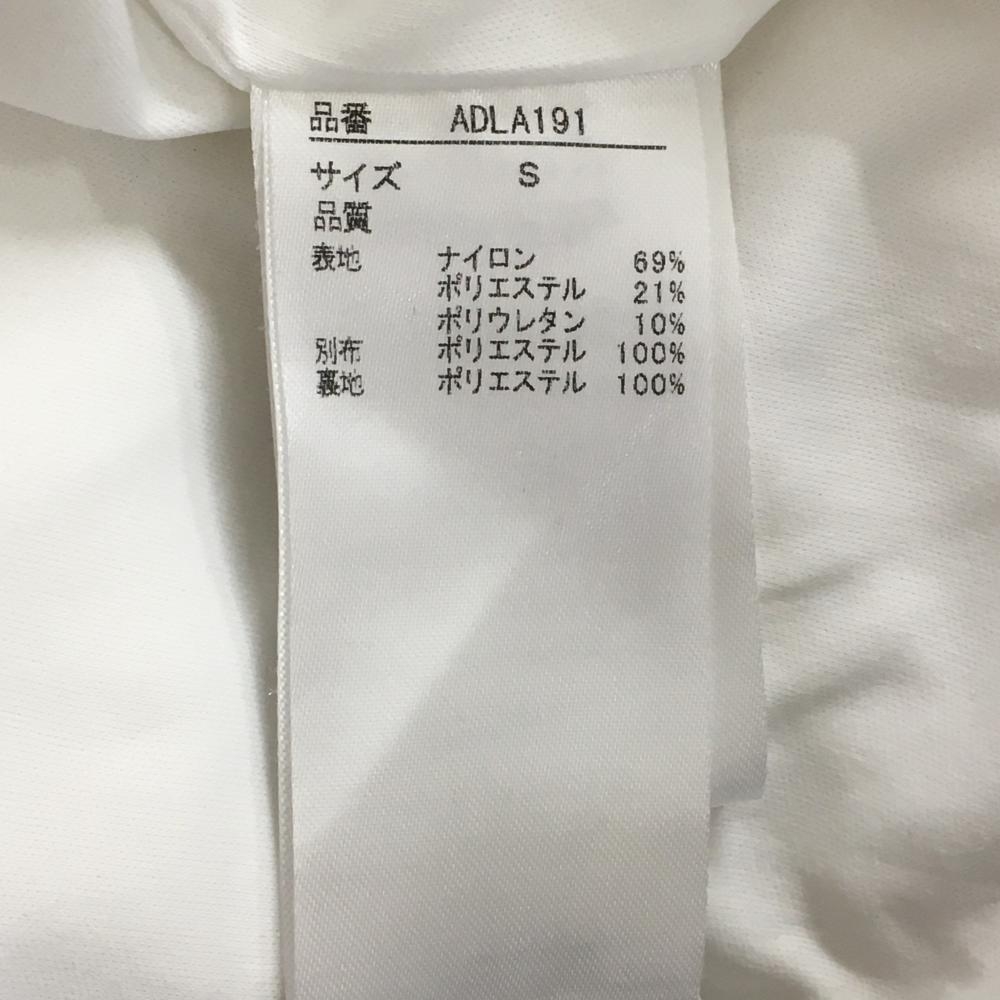 品番 ADLA191
サイズ S
品質
表地 ナイロン 69%
ポリエステル 21%
ポリウレタン 10%
別布 ポリエステル 100%
裏地 ポリエステル 100%